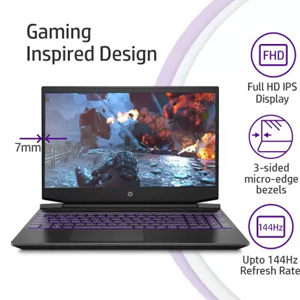 Gaming
Inspired Design
FHD
Full HD IPS
Display
7mm
3-sided
micro-edge
bezels
144Hz
Upto 144Hz
Refresh Rate
hp